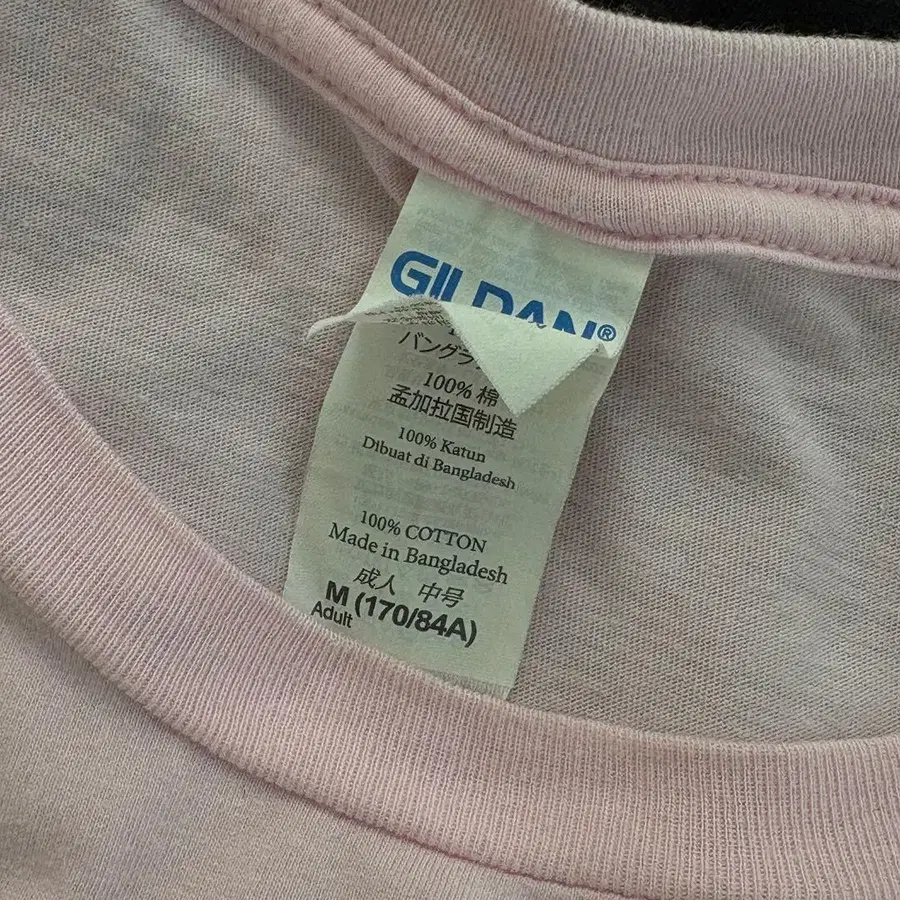 GILDAN®
バングラ
100% 棉
孟加拉国制造
100% Katun
Dibuat di Bangladesh
100% COTTON
Made in Bangladesh
成人 中号
M (170/84A)
Adult